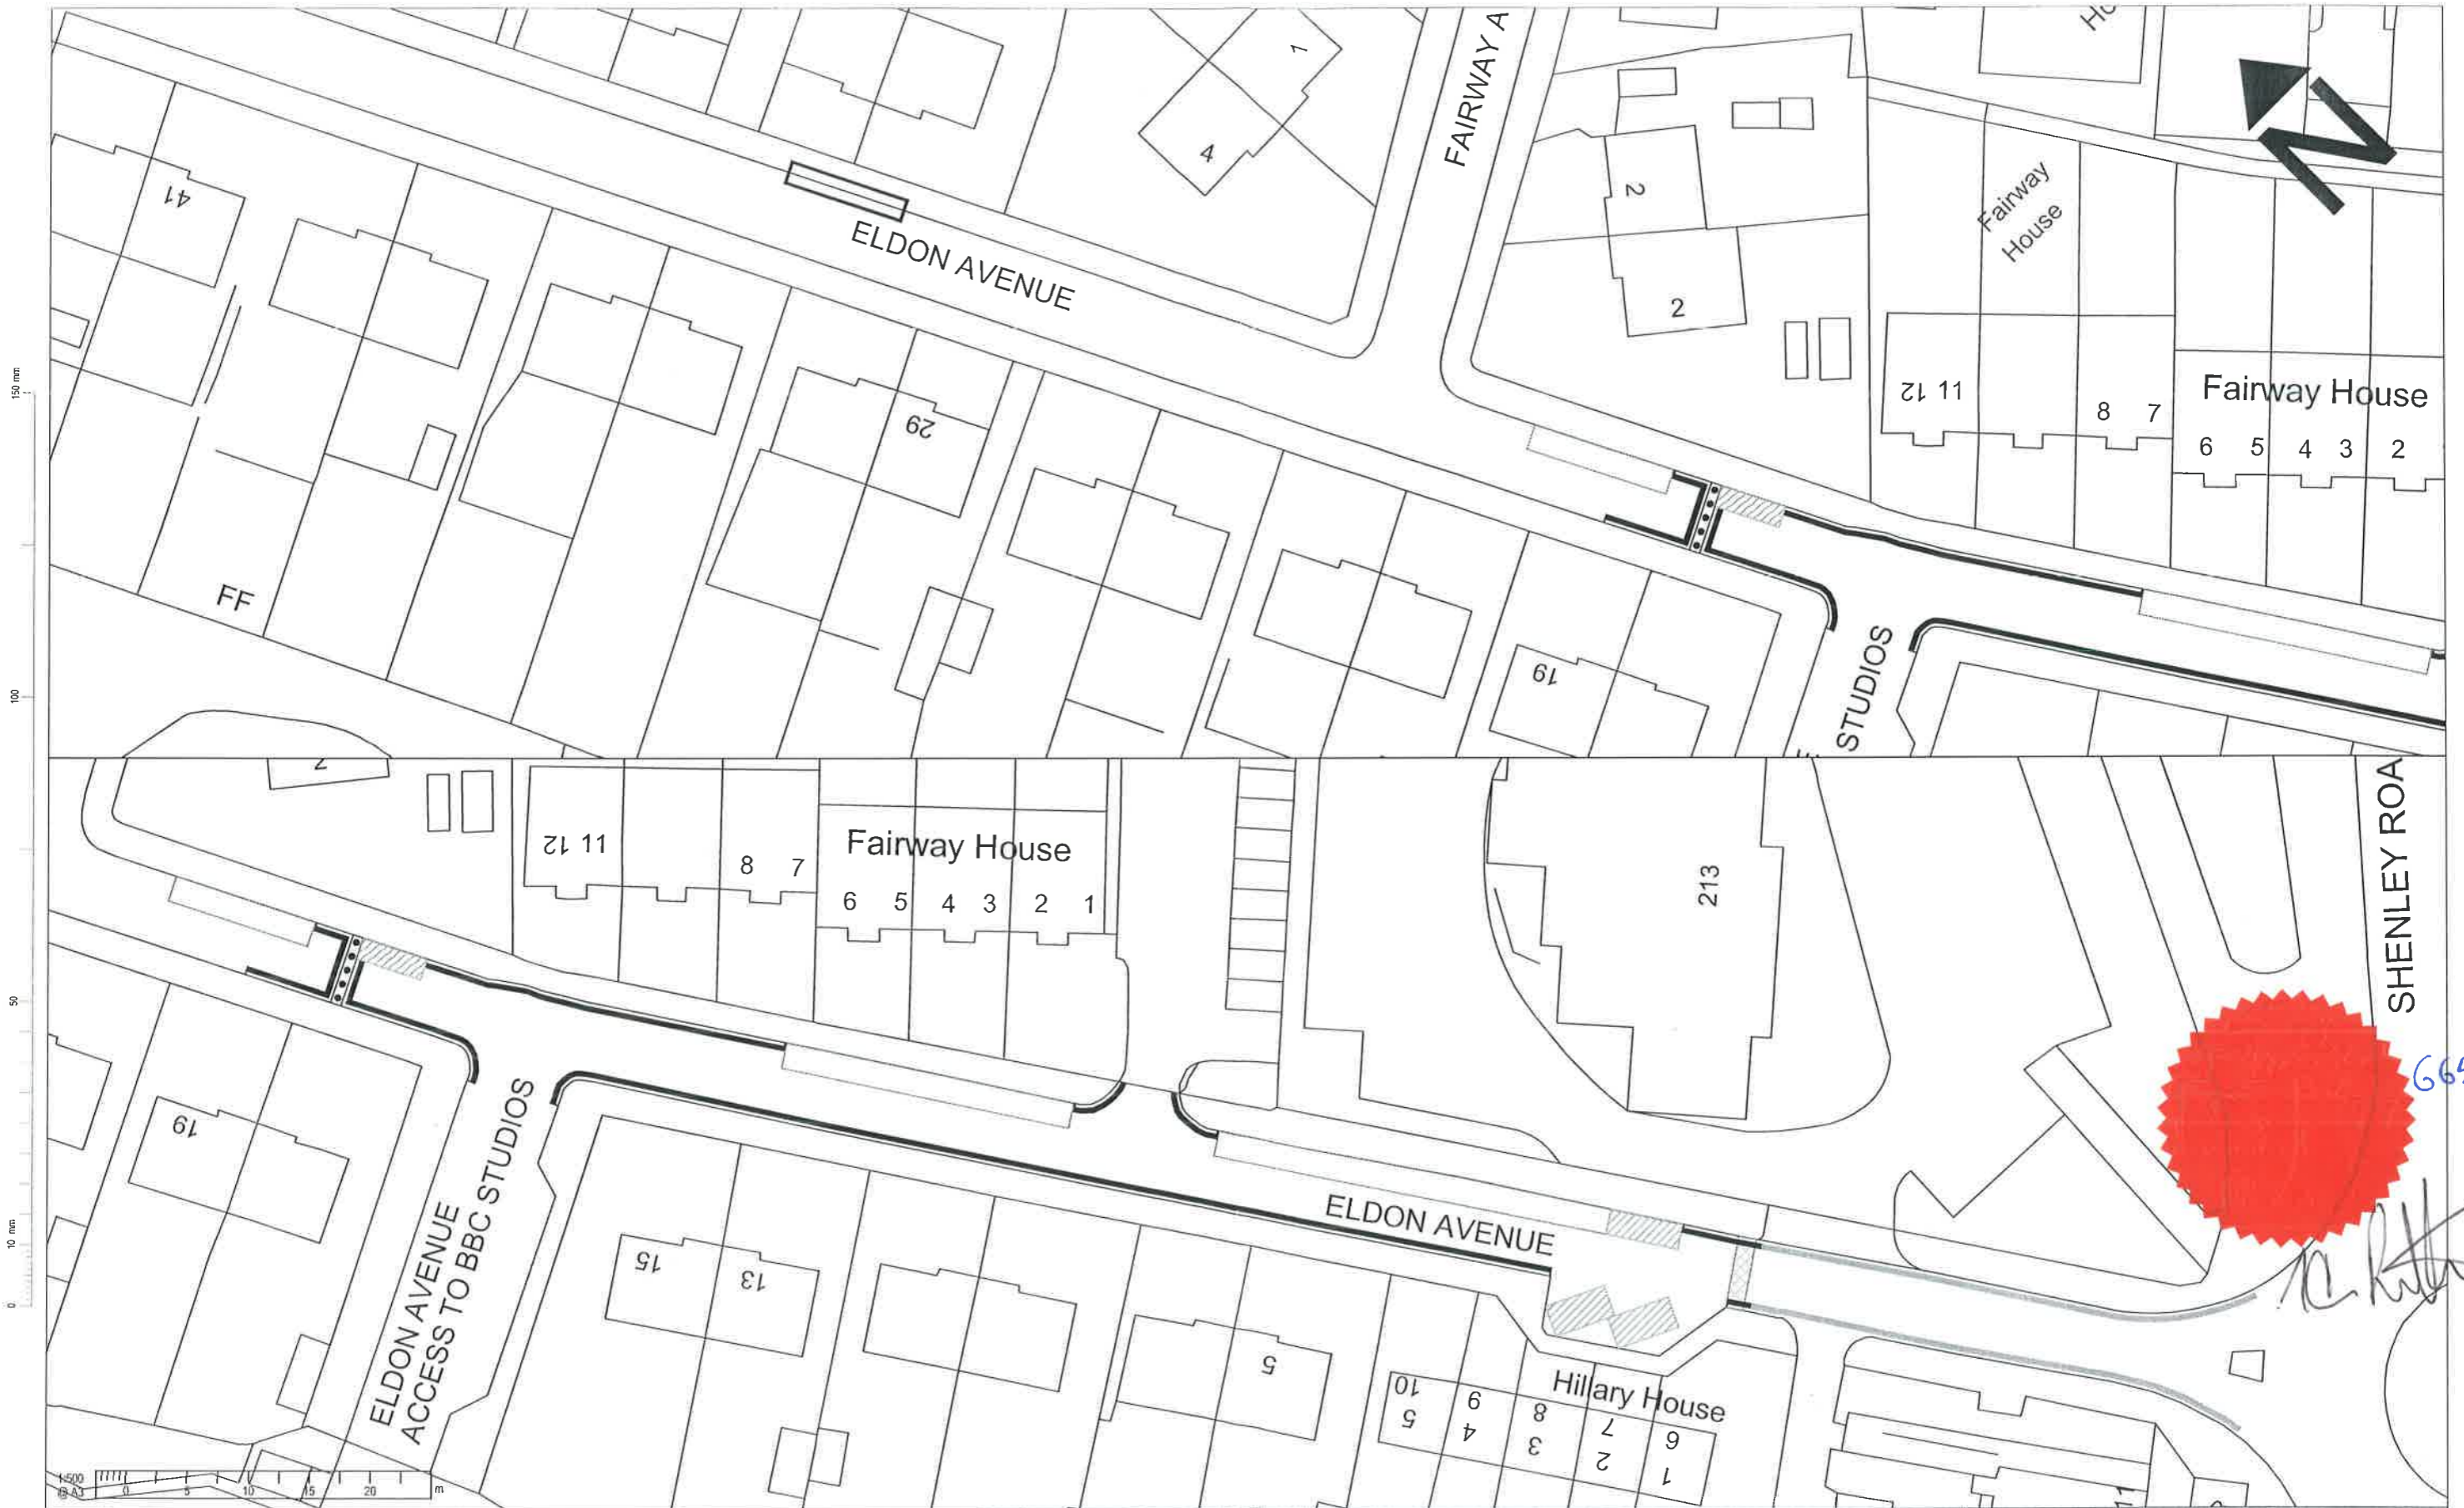 1
4
FAIRWAY A
2
2
Fairway
House
41
ELDON AVENUE
29
12 11
8 7
Fairway House
6 5 4 3 2
FF
19
STUDIOS
150 mm
100
50
10 mm
0
12 11
8 7
Fairway House
6 5 4 3 2 1
213
SHENLEY ROA
19
ELDON AVENUE
ACCESS TO BBC STUDIOS
15
13
ELDON AVENUE
5
Hillary House
10 9 8 7 6
5 4 3 2 1
11
1:500
@ A3
0 5 10 15 20 m